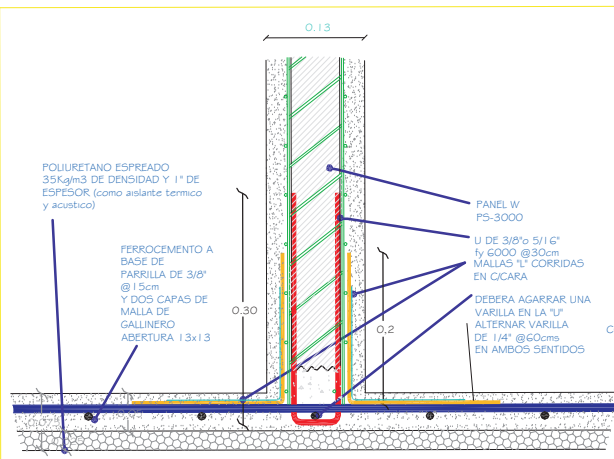 0.13
POLIURETANO ESPREADO
35Kg/m3 DE DENSIDAD Y 1" DE
ESPESOR (como aislante termico
y acustico)
FERROCEMENTO A
BASE DE
PARRILLA DE 3/8"
@15cm
Y DOS CAPAS DE
MALLA DE
GALLINERO
ABERTURA 13x13
0.30
0.2
PANEL W
PS-3000
U DE 3/8"o 5/16"
fy 6000 @30cm
MALLAS "L" CORRIDAS
EN C/CARA
DEBERA AGARRAR UNA
VARILLA EN LA "U"
ALTERNAR VARILLA
DE 1/4" @60cms
EN AMBOS SENTIDOS
C